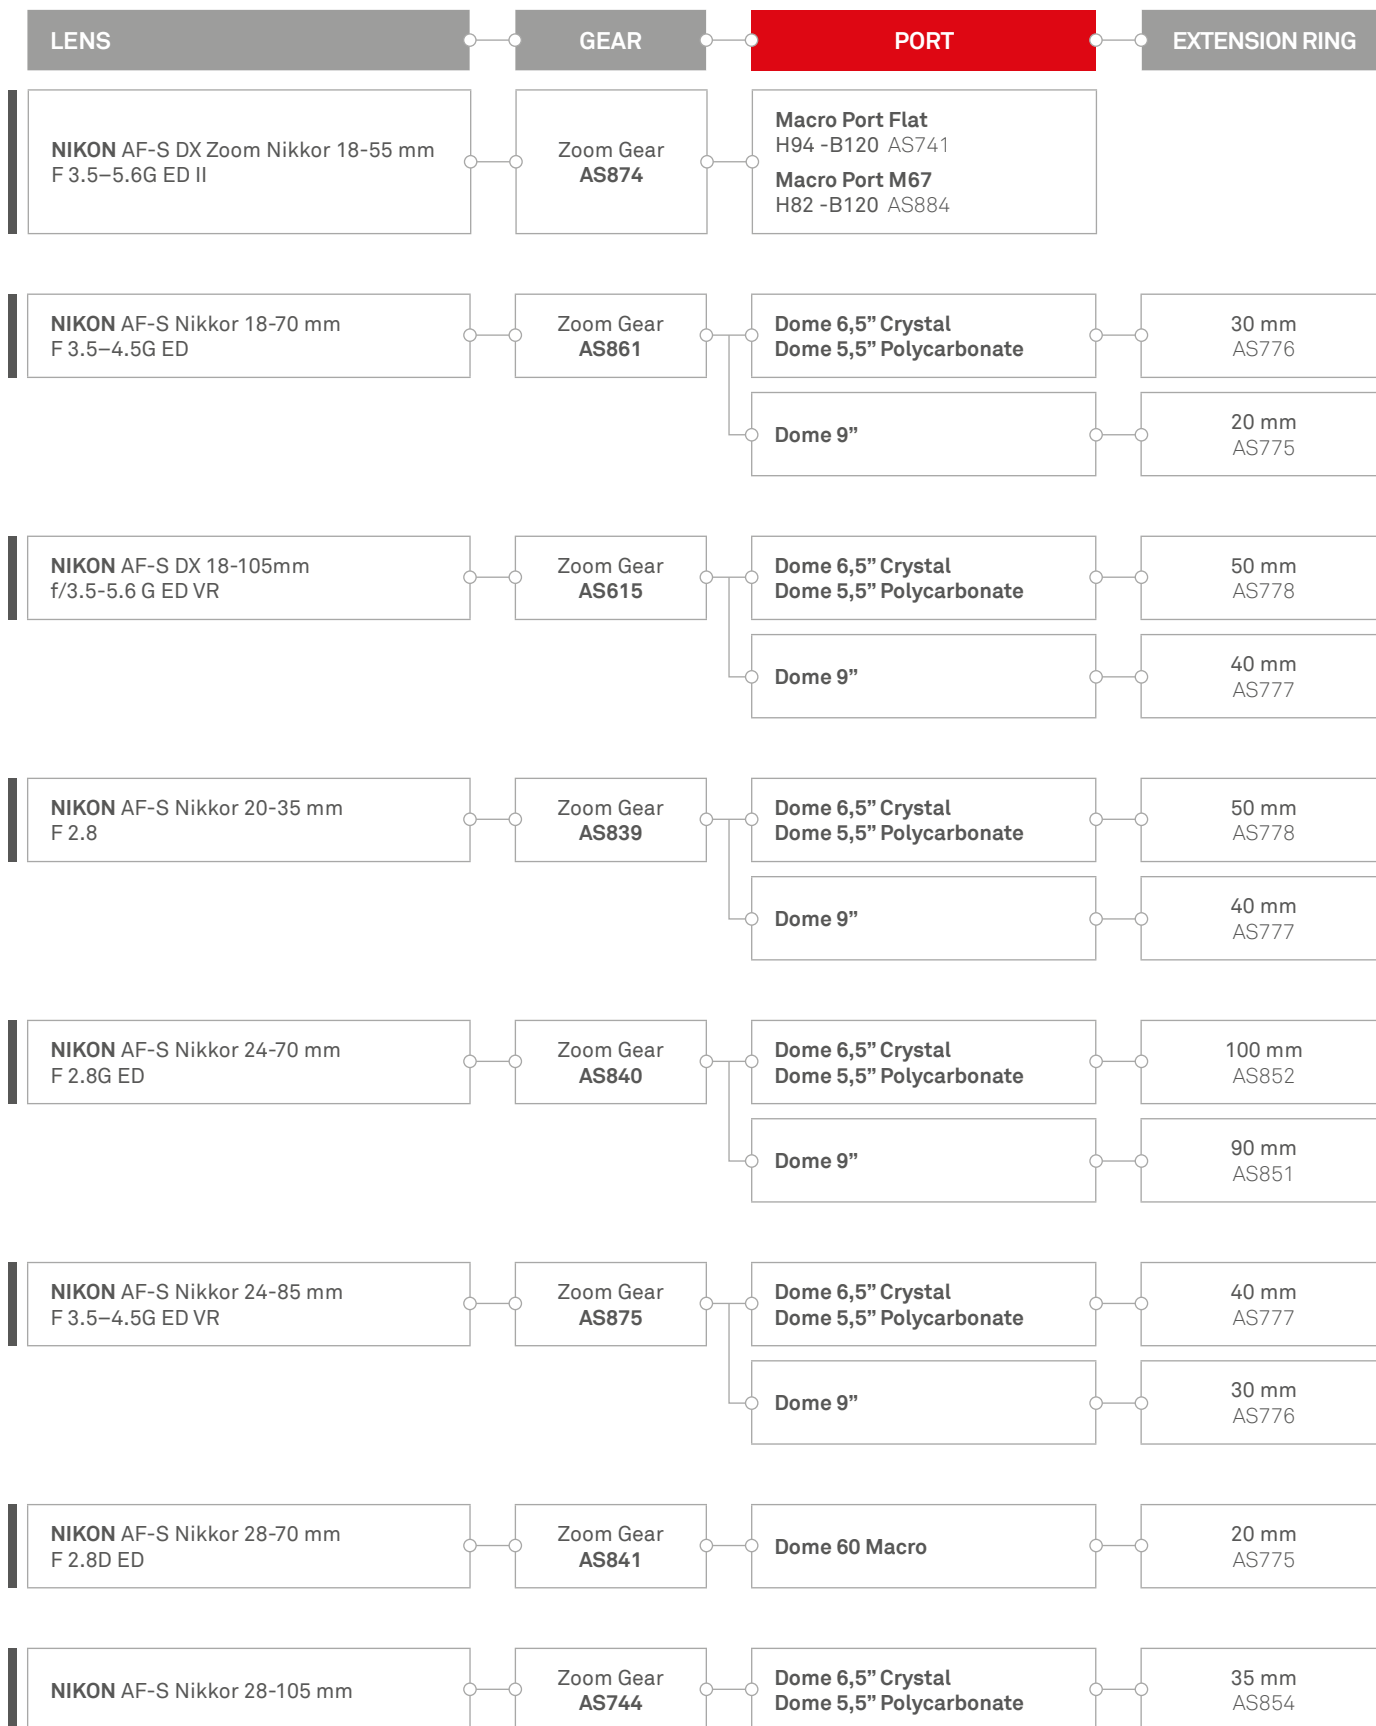 LENS
GEAR
PORT
EXTENSION RING
NIKON AF-S DX Zoom Nikkor 18-55 mm
F 3.5–5.6G ED II
Zoom Gear
AS874
Macro Port Flat
H94 -B120 AS741
Macro Port M67
H82 -B120 AS884
NIKON AF-S Nikkor 18-70 mm
F 3.5–4.5G ED
Zoom Gear
AS861
Dome 6,5” Crystal
Dome 5,5” Polycarbonate
30 mm
AS776
Dome 9”
20 mm
AS775
NIKON AF-S DX 18-105mm
f/3.5-5.6 G ED VR
Zoom Gear
AS615
Dome 6,5” Crystal
Dome 5,5” Polycarbonate
50 mm
AS778
Dome 9”
40 mm
AS777
NIKON AF-S Nikkor 20-35 mm
F 2.8
Zoom Gear
AS839
Dome 6,5” Crystal
Dome 5,5” Polycarbonate
50 mm
AS778
Dome 9”
40 mm
AS777
NIKON AF-S Nikkor 24-70 mm
F 2.8G ED
Zoom Gear
AS840
Dome 6,5” Crystal
Dome 5,5” Polycarbonate
100 mm
AS852
Dome 9”
90 mm
AS851
NIKON AF-S Nikkor 24-85 mm
F 3.5–4.5G ED VR
Zoom Gear
AS875
Dome 6,5” Crystal
Dome 5,5” Polycarbonate
40 mm
AS777
Dome 9”
30 mm
AS776
NIKON AF-S Nikkor 28-70 mm
F 2.8D ED
Zoom Gear
AS841
Dome 60 Macro
20 mm
AS775
NIKON AF-S Nikkor 28-105 mm
Zoom Gear
AS744
Dome 6,5” Crystal
Dome 5,5” Polycarbonate
35 mm
AS854